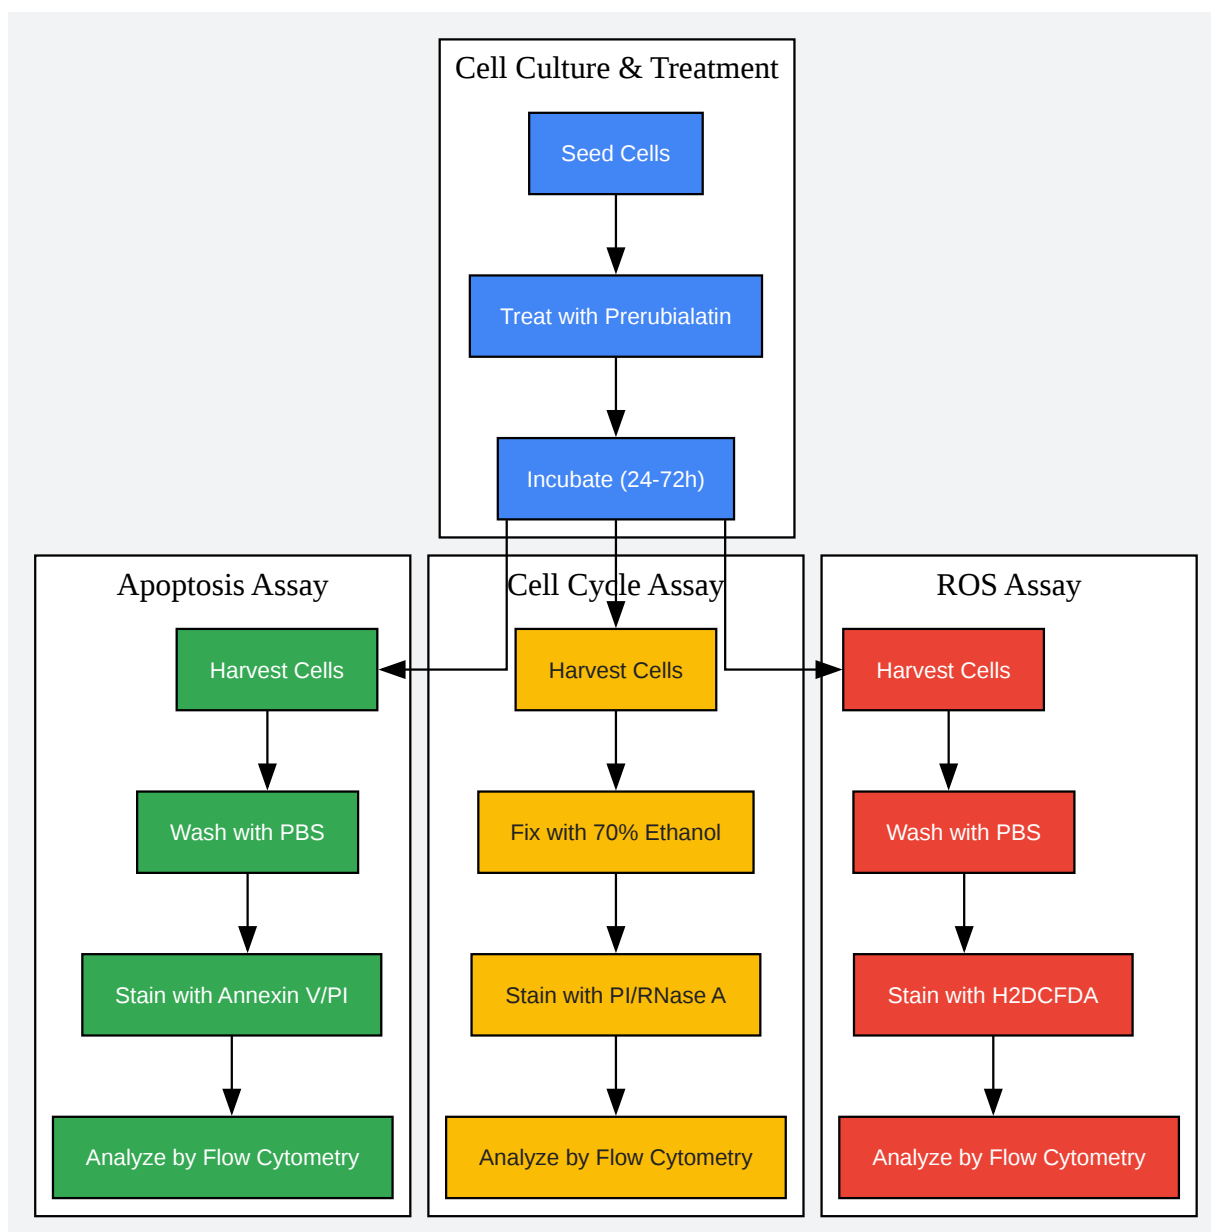 Cell Culture & Treatment
Seed Cells
Treat with Prerubialatin
Incubate (24-72h)
Apoptosis Assay
Harvest Cells
Wash with PBS
Stain with Annexin V/PI
Analyze by Flow Cytometry
Cell Cycle Assay
Harvest Cells
Fix with 70% Ethanol
Stain with PI/RNase A
Analyze by Flow Cytometry
ROS Assay
Harvest Cells
Wash with PBS
Stain with H2DCFDA
Analyze by Flow Cytometry